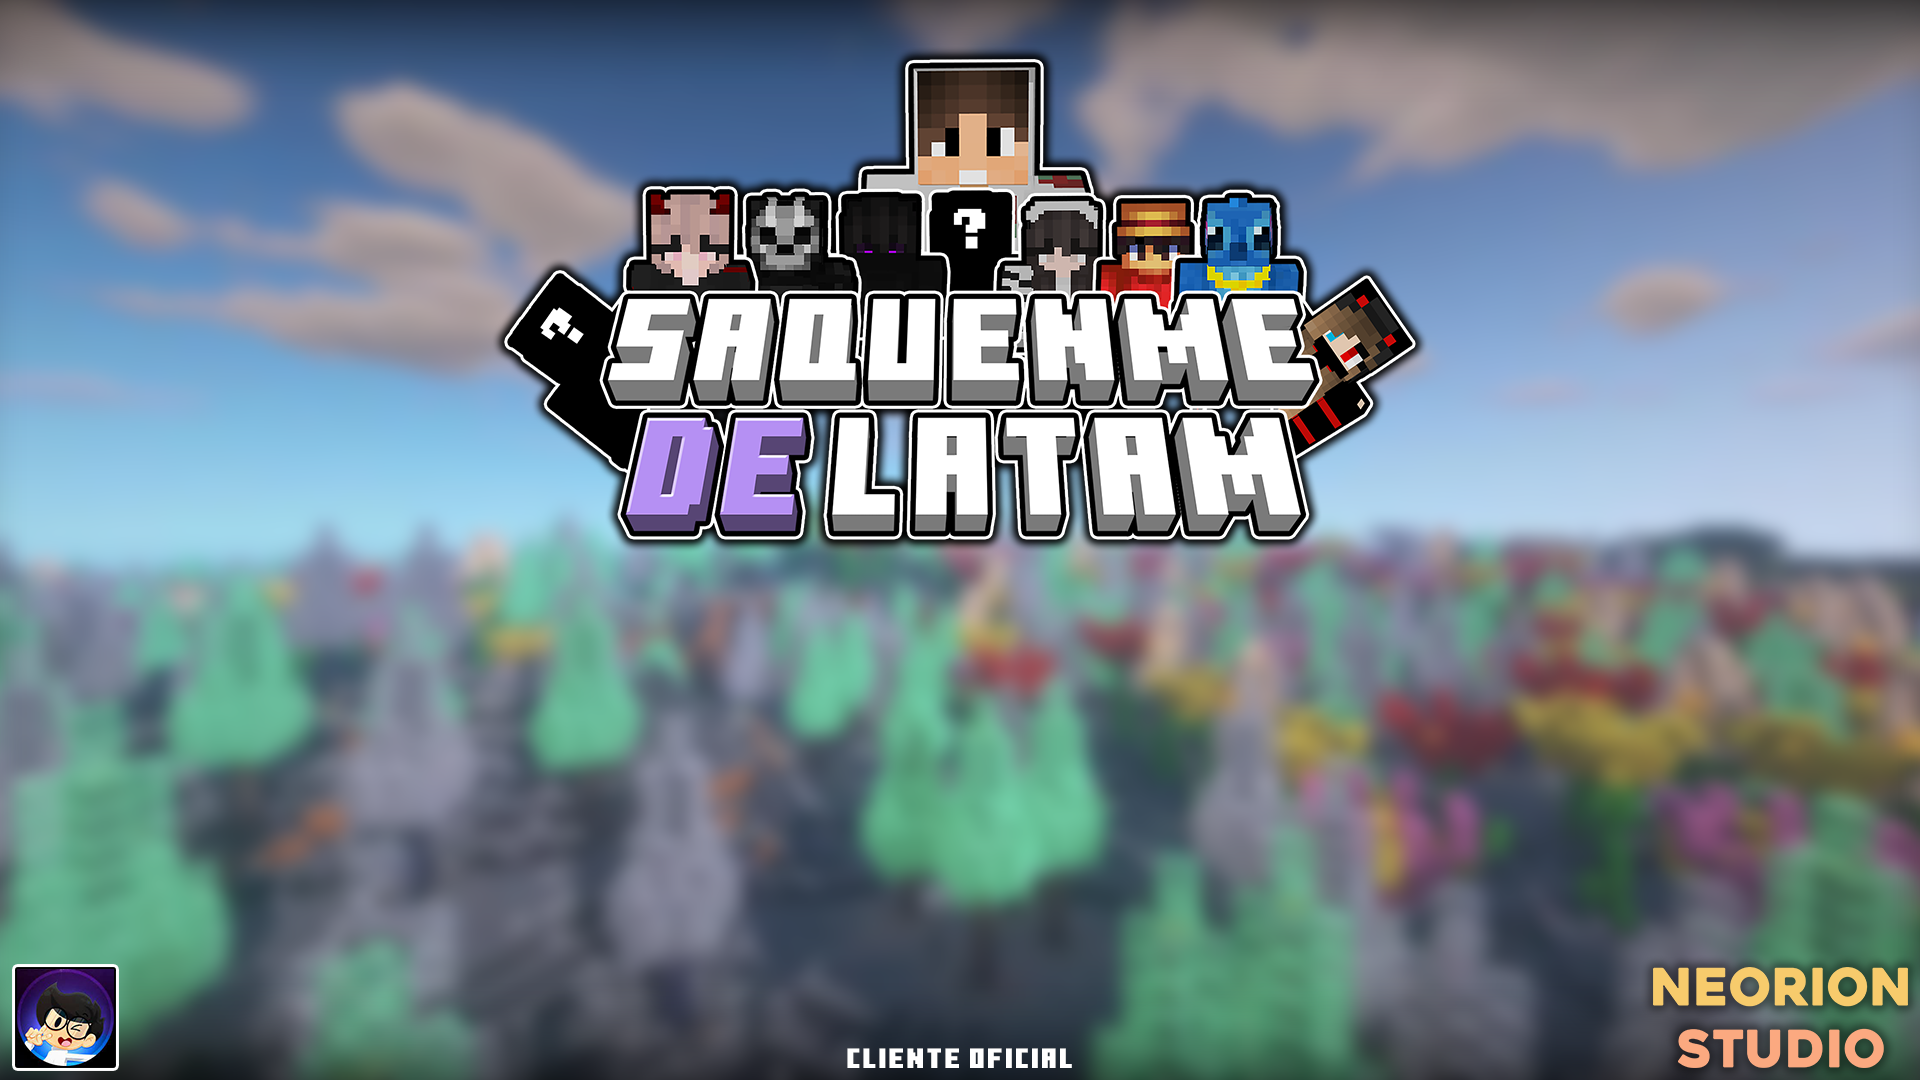 ?
?
SAQUENME
DE LATAM
CLIENTE OFICIAL
NEORION
STUDIO